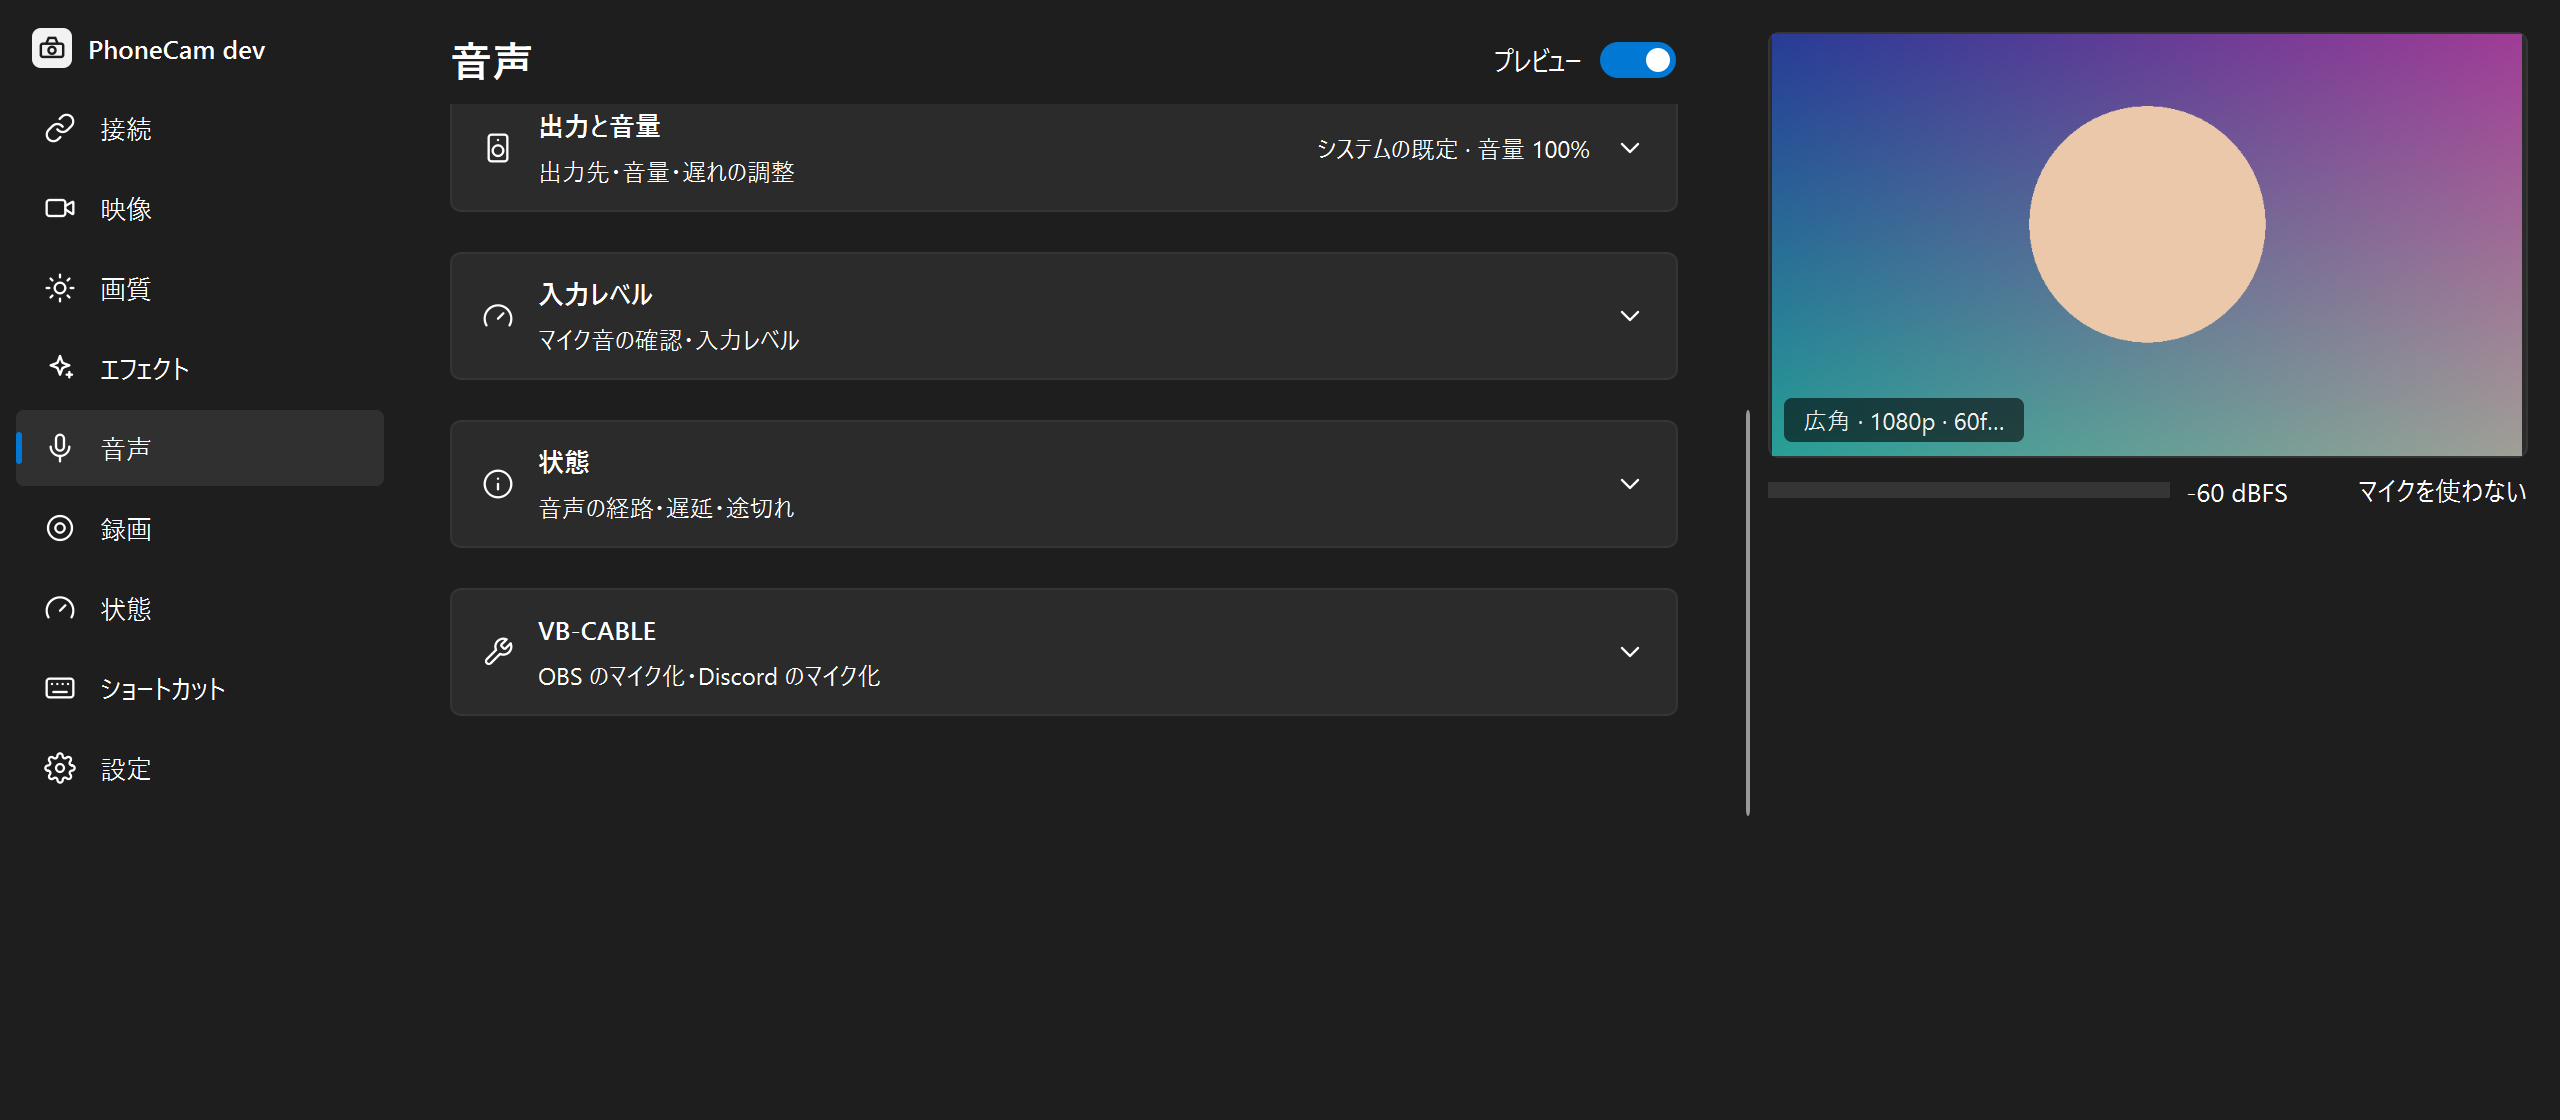 PhoneCam dev
接続
映像
画質
エフェクト
音声
録画
状態
ショートカット
設定
音声
プレビュー
出力と音量
出力先・音量・遅れの調整
システムの既定 · 音量 100%
入力レベル
マイク音の確認・入力レベル
状態
音声の経路・遅延・途切れ
VB-CABLE
OBS のマイク化・Discord のマイク化
広角 · 1080p · 60f...
-60 dBFS
マイクを使わない